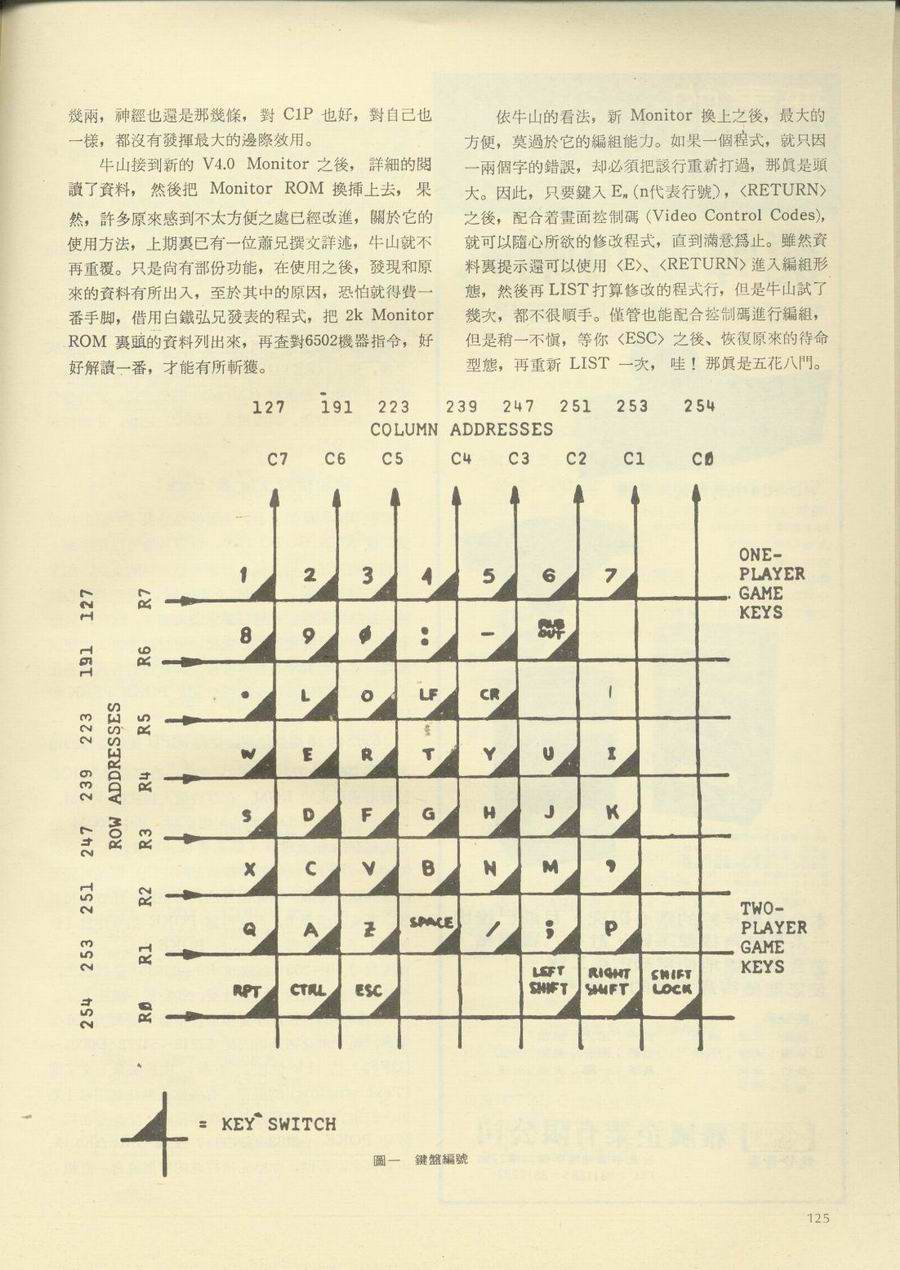 幾兩，神經也還是那幾條，對 C1P 也好，對自己也
一樣，都沒有發揮最大的邊際效用。
牛山接到新的 V4.0 Monitor 之後，詳細的閱
讀了資料，然後把 Monitor ROM 換挿上去，果
然，許多原來感到不太方便之處已經改進，關於它的
使用方法，上期裏已有一位蕭兄撰文詳述，牛山就不
再重覆。只是尙有部份功能，在使用之後，發現和原
來的資料有所出入，至於其中的原因，恐怕就得費一
番手脚，借用白鐵弘兄發表的程式，把 2k Monitor
ROM 裏頭的資料列出來，再查對6502機器指令，好
好解讀一番，才能有所斬獲。
依牛山的看法，新 Monitor 換上之後，最大的
方便，莫過於它的編組能力。如果一個程式，就只因
一兩個字的錯誤，却必須把該行重新打過，那眞是頭
大。因此，只要鍵入 Eₙ (n代表行號)，〈RETURN〉
之後，配合着畫面控制碼 (Video Control Codes)，
就可以隨心所欲的修改程式，直到滿意爲止。雖然資
料裏提示還可以使用〈E〉、〈RETURN〉進入編組形
態，然後再 LIST 打算修改的程式行，但是牛山試了
幾次，都不很順手。僅管也能配合控制碼進行編組，
但是稍一不愼，等你〈ESC〉之後、恢復原來的待命
型態，再重新 LIST 一次，哇！那眞是五花八門。
127 191 223 239 247 251 253 254
COLUMN ADDRESSES
C7 C6 C5 C4 C3 C2 C1 C0
ONE-
PLAYER
GAME
KEYS
127 R7 1 2 3 4 5 6 7
191 R6 8 9 0 : - RUB OUT
223 R5 . L O LF CR
ROW ADDRESSES
239 R4 W E R T Y U I
247 R3 S D F G H J K
251 R2 X C V B N M ,
253 R1 Q A Z SPACE / ; P
254 R0 RPT CTRL ESC LEFT SHIFT RIGHT SHIFT SHIFT LOCK
TWO-
PLAYER
GAME
KEYS
= KEY SWITCH
圖一 鍵盤編號
125